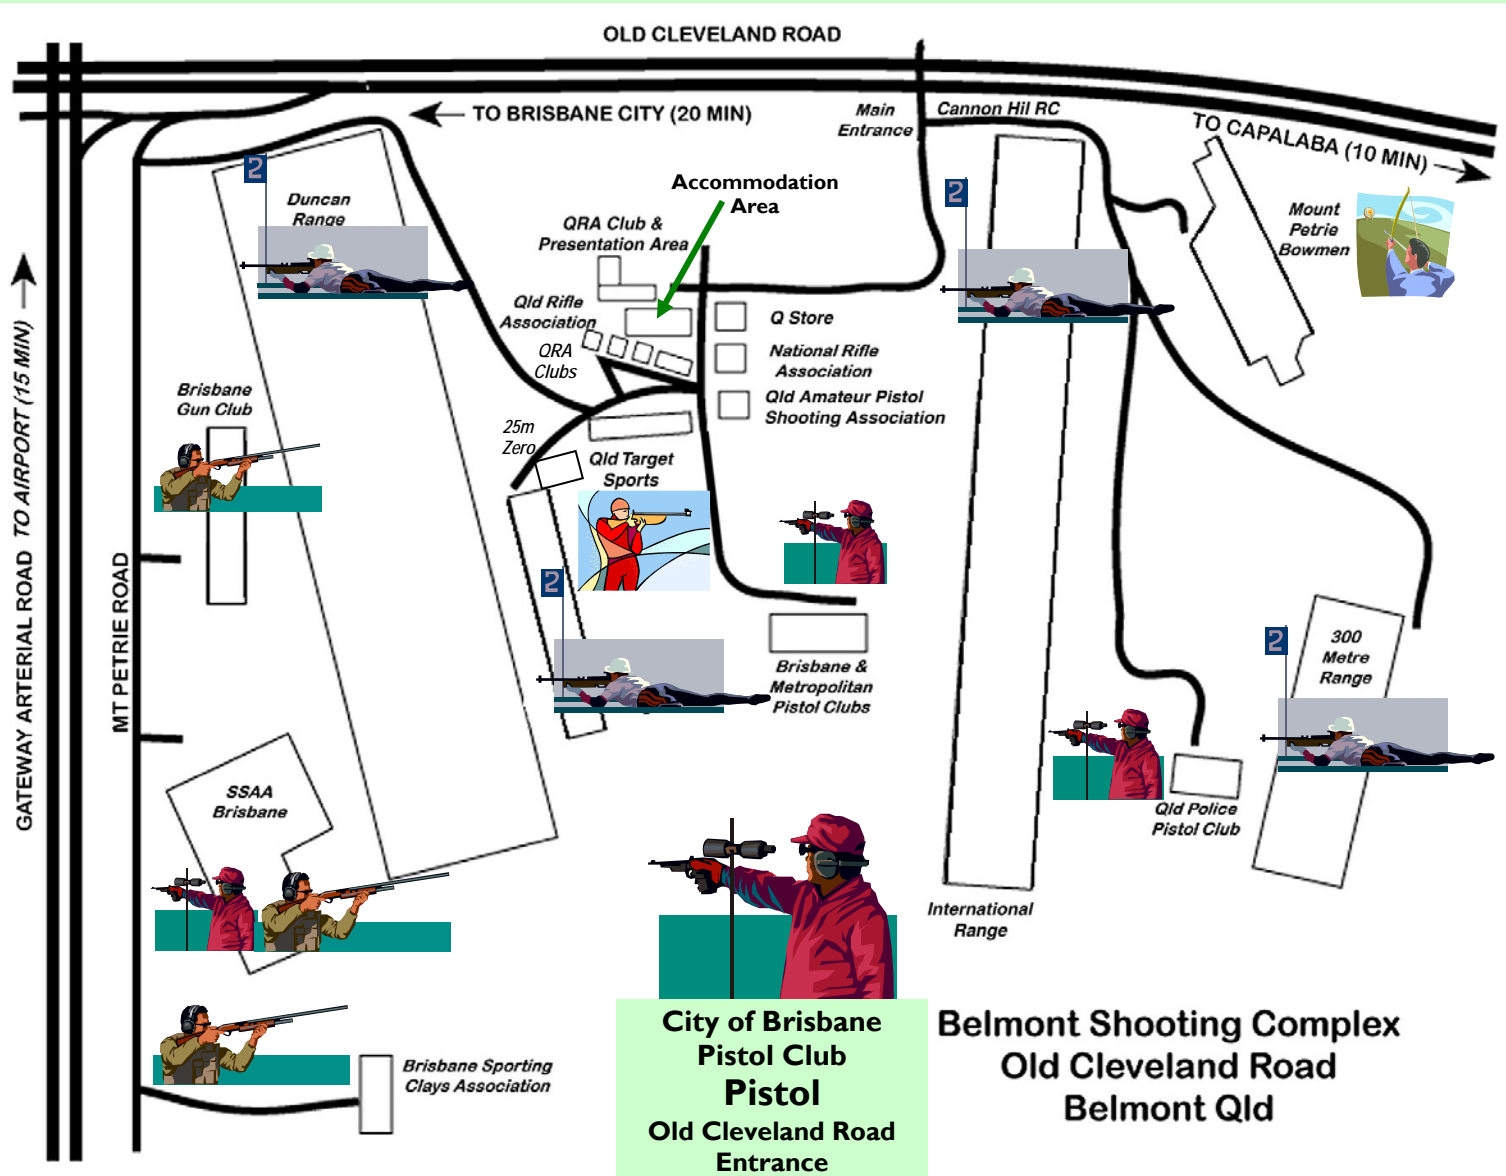 OLD CLEVELAND ROAD
TO BRISBANE CITY (20 MIN)
Main
Entrance
Cannon Hil RC
TO CAPALABA (10 MIN)
2
Duncan
Range
Accommodation
Area
QRA Club &
Presentation Area
2
Mount
Petrie
Bowmen
Qld Rifle
Association
QRA
Clubs
Q Store
National Rifle
Association
Qld Amateur Pistol
Shooting Association
GATEWAY ARTERIAL ROAD TO AIRPORT (15 MIN)
MT PETRIE ROAD
Brisbane
Gun Club
25m
Zero
Qld Target
Sports
2
Brisbane &
Metropolitan
Pistol Clubs
2
300
Metre
Range
SSAA
Brisbane
Qld Police
Pistol Club
International
Range
Brisbane Sporting
Clays Association
City of Brisbane
Pistol Club
Pistol
Old Cleveland Road
Entrance
Belmont Shooting Complex
Old Cleveland Road
Belmont Qld